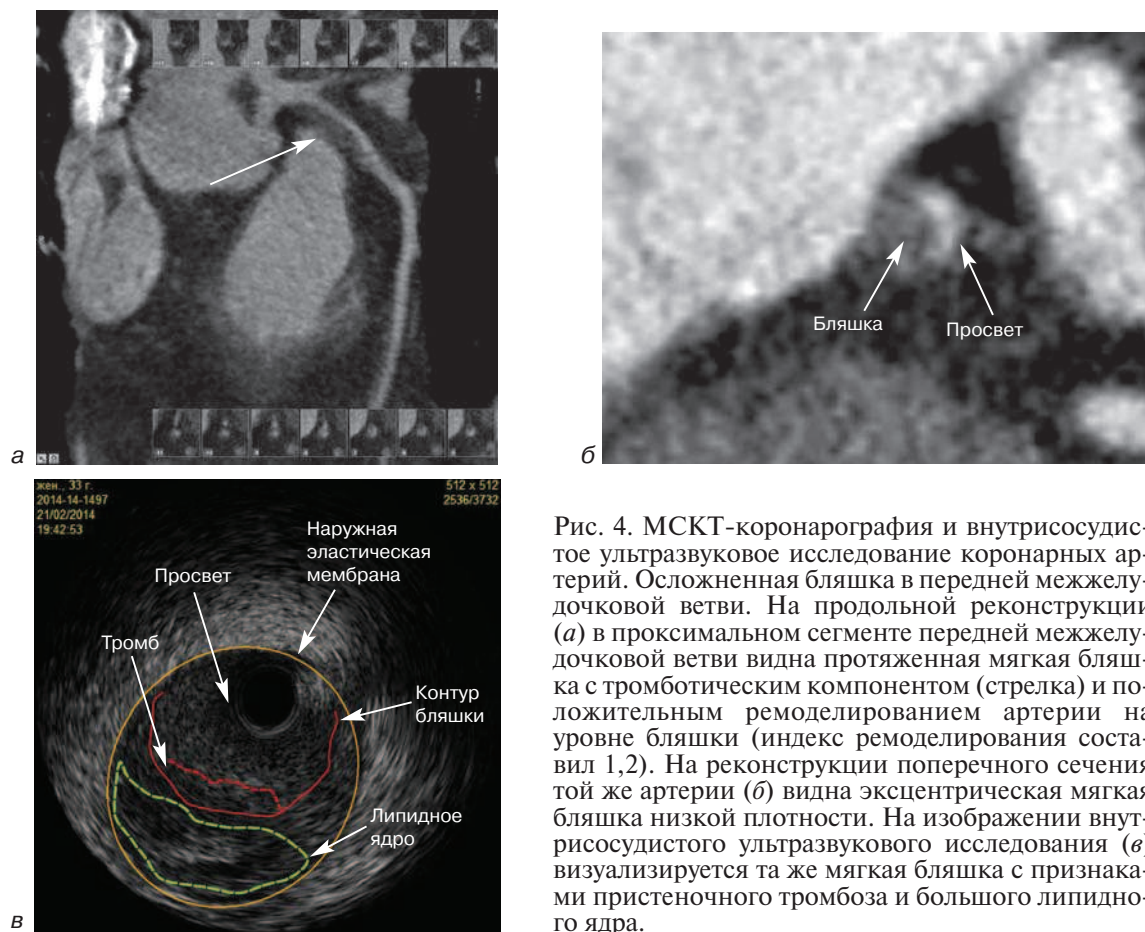 а
Бляшка
Просвет
б
жен., 33 г.
2014-14-1497
21/02/2014
19:42:53
512 x 512
2536/3732
Наружная
эластическая
мембрана
Просвет
Тромб
Контур
бляшки
Липидное
ядро
в
Рис. 4. МСКТ-коронарография и внутрисосудис-
тое ультразвуковое исследование коронарных ар-
терий. Осложненная бляшка в передней межжелу-
дочковой ветви. На продольной реконструкции
(а) в проксимальном сегменте передней межжелу-
дочковой ветви видна протяженная мягкая бляш-
ка с тромботическим компонентом (стрелка) и по-
ложительным ремоделированием артерии на
уровне бляшки (индекс ремоделирования соста-
вил 1,2). На реконструкции поперечного сечения
той же артерии (б) видна эксцентрическая мягкая
бляшка низкой плотности. На изображении внут-
рисосудистого ультразвукового исследования (в)
визуализируется та же мягкая бляшка с признака-
ми пристеночного тромбоза и большого липидно-
го ядра.